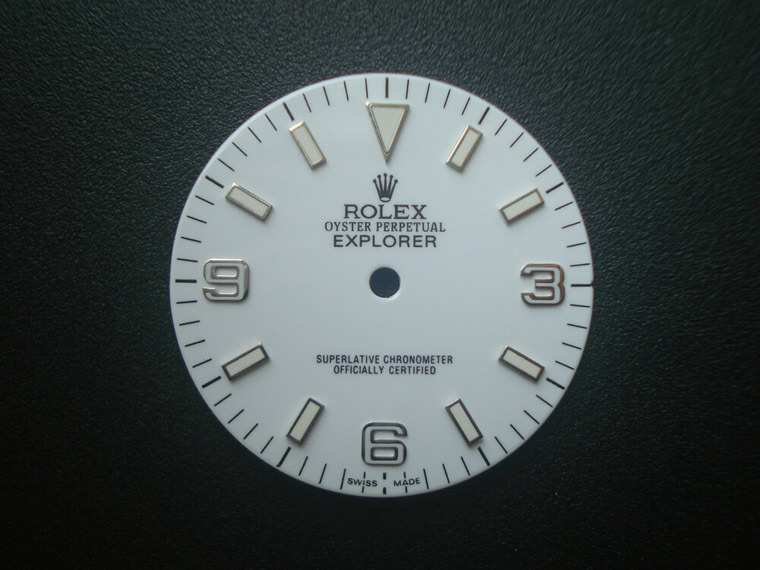 ROLEX
OYSTER PERPETUAL
EXPLORER
9 3
SUPERLATIVE CHRONOMETER
OFFICIALLY CERTIFIED
6
SWISS MADE